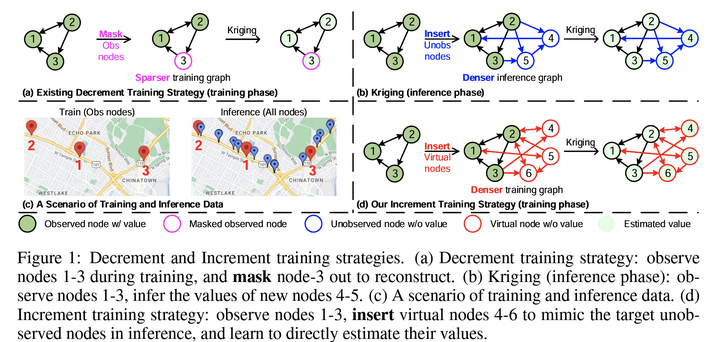 1 2 3
Mask
Obs
nodes
1 2 3
Kriging
1 2 3
Sparser training graph
(a) Existing Decrement Training Strategy (training phase)
1 2 3
Insert
Unobs
nodes
1 2 3 4 5
Kriging
1 2 3 4 5
Denser inference graph
(b) Kriging (inference phase)
Train (Obs nodes)
Inference (All nodes)
ECHO PARK
ECHO PARK
2 1 3
2 1 3
CHINATOWN
CHINATOWN
WESTLAKE
WESTLAKE
(c) A Scenario of Training and Inference Data
1 2 3
Insert
Virtual
nodes
1 2 4 5 6
Kriging
1 2 3 4 5 6
Denser training graph
(d) Our Increment Training Strategy (training phase)
Observed node w/ value
Masked observed node
Unobserved node w/o value
Virtual node w/o value
Estimated value
Figure 1: Decrement and Increment training strategies. (a) Decrement training strategy: observe
nodes 1-3 during training, and mask node-3 out to reconstruct. (b) Kriging (inference phase): ob-
serve nodes 1-3, infer the values of new nodes 4-5. (c) A scenario of training and inference data. (d)
Increment training strategy: observe nodes 1-3, insert virtual nodes 4-6 to mimic the target unob-
served nodes in inference, and learn to directly estimate their values.